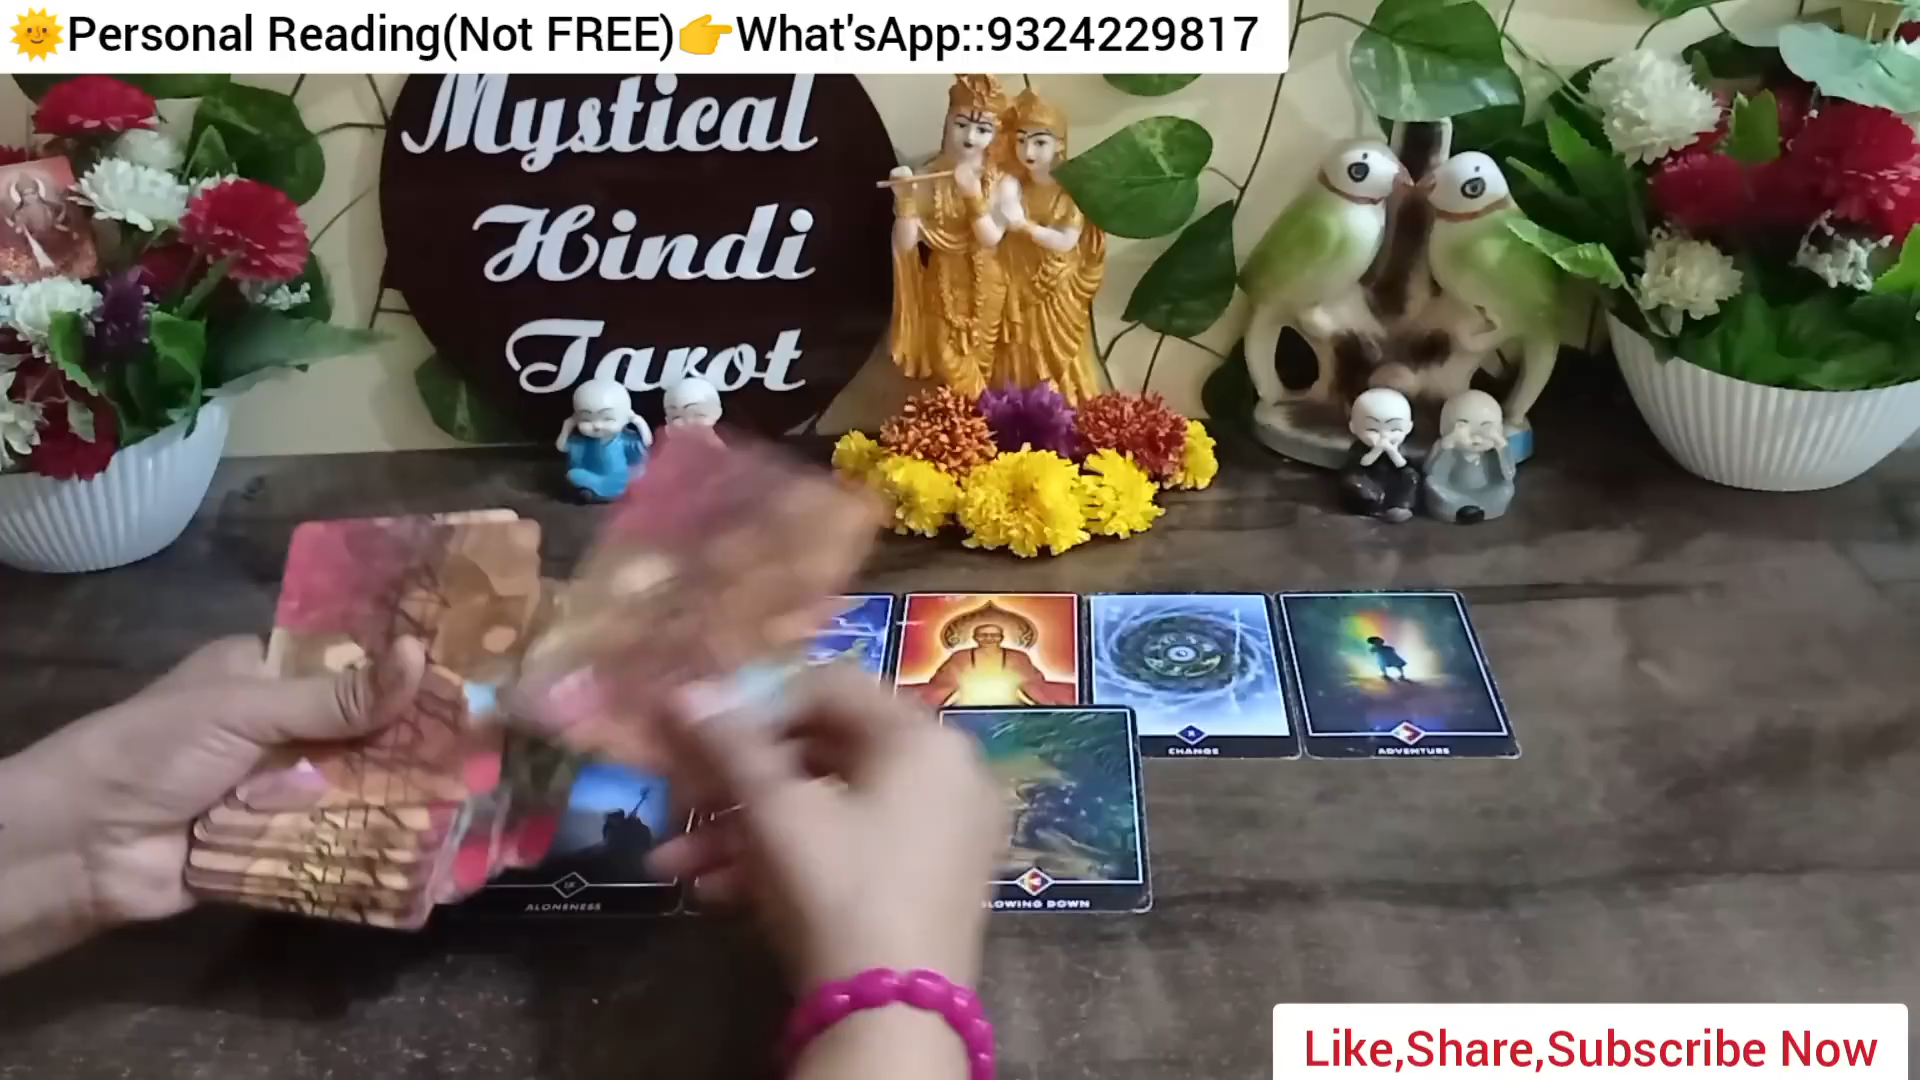 🌞Personal Reading(Not FREE)👉What'sApp::9324229817
Mystical
Hindi
Tarot
X
CHANGE
ADVENTURE
IX
ALONENESS
SLOWING DOWN
Like,Share,Subscribe Now